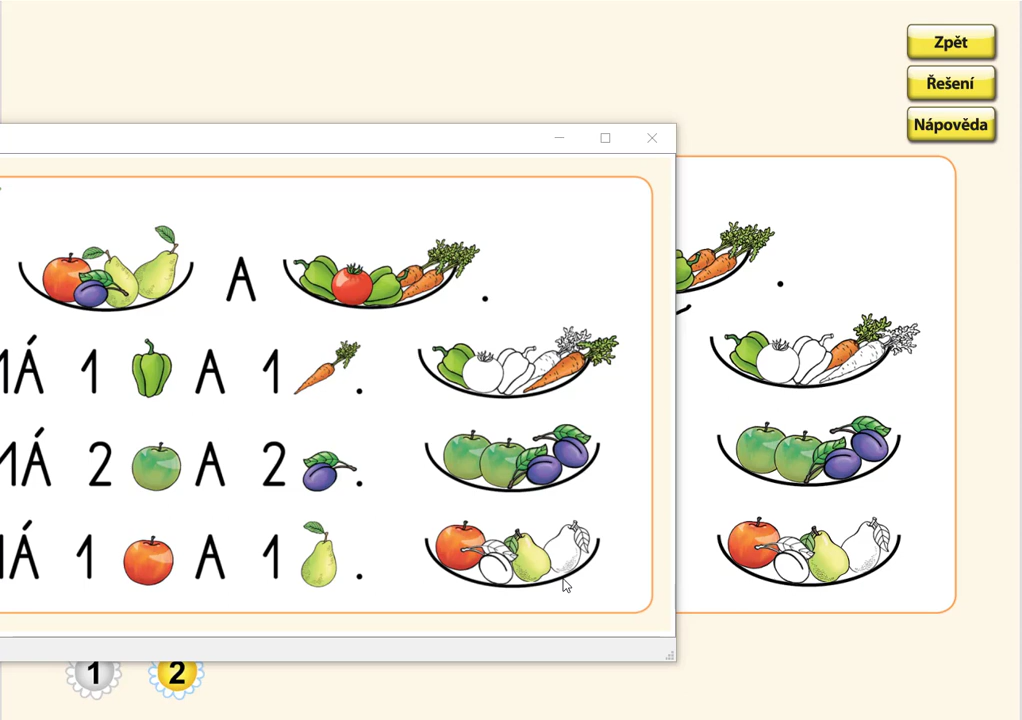 Zpět
Řešení
Nápověda
A .
MÁ 1 A 1 .
MÁ 2 A 2 .
MÁ 1 A 1 .
1 2